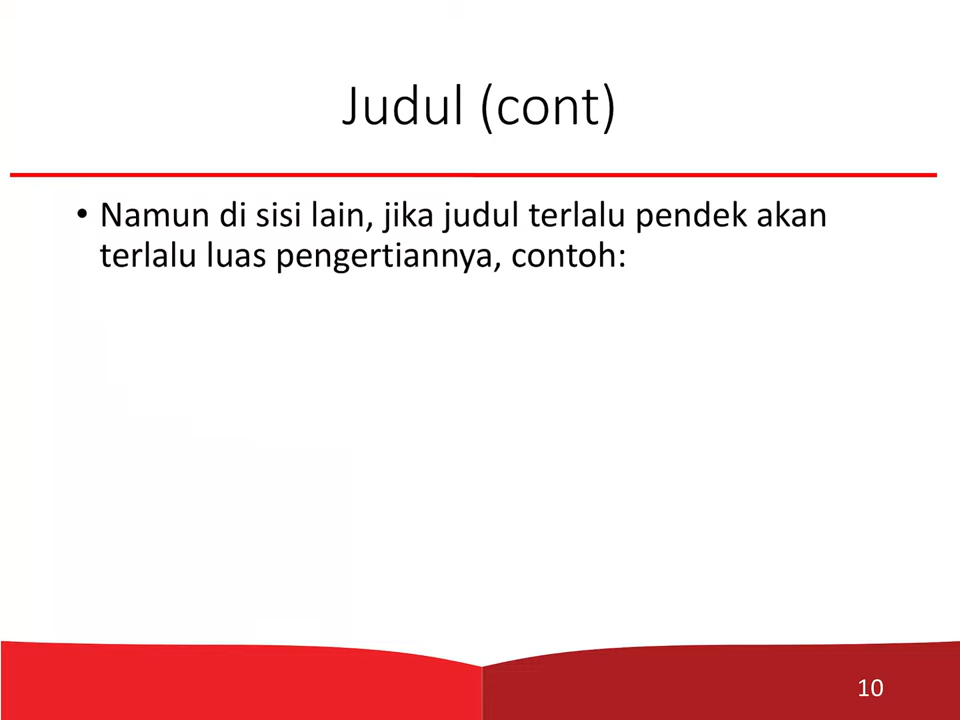 Judul (cont)
• Namun di sisi lain, jika judul terlalu pendek akan
terlalu luas pengertiannya, contoh:
10